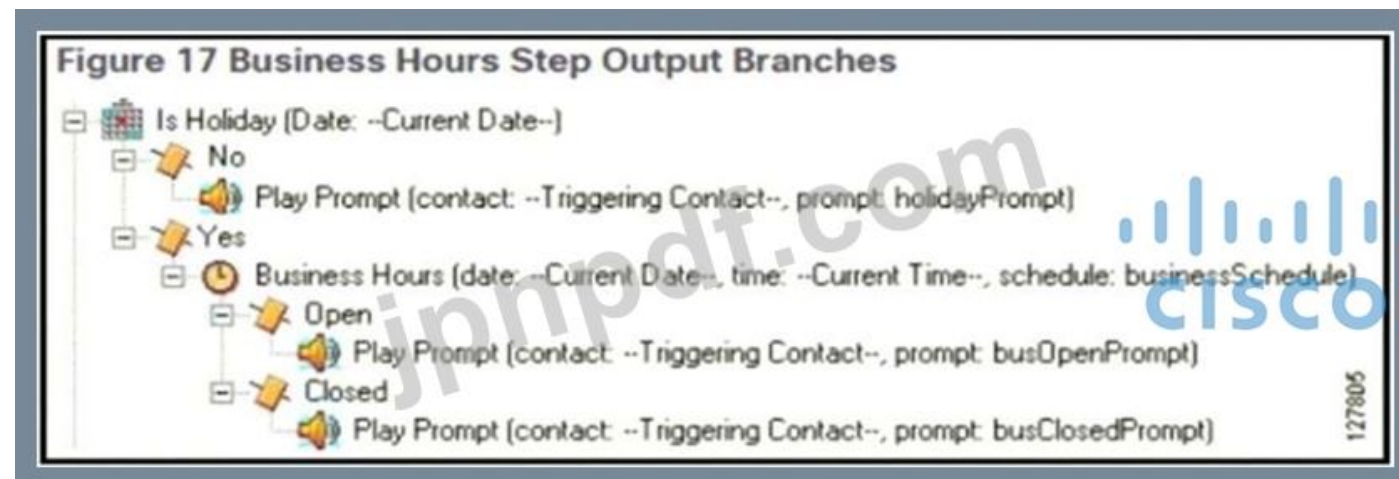 Figure 17 Business Hours Step Output Branches
Is Holiday (Date: --Current Date--)
No
Play Prompt (contact: --Triggering Contact--, prompt: holidayPrompt)
Yes
Business Hours (date: --Current Date--, time: --Current Time--, schedule: businessSchedule)
Open
Play Prompt (contact: --Triggering Contact--, prompt: busOpenPrompt)
Closed
Play Prompt (contact: --Triggering Contact--, prompt: busClosedPrompt)
127805
jpnpdf.com
CISCO